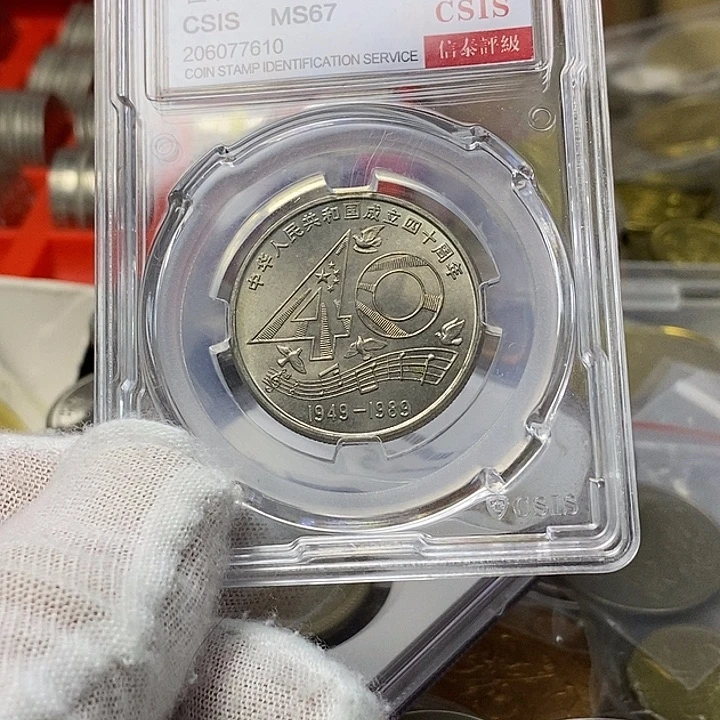 CSIS MS67
CSIS
206077610
COIN STAMP IDENTIFICATION SERVICE
信泰評級
中华人民共和国成立四十周年
40
1949-1989
CSIS